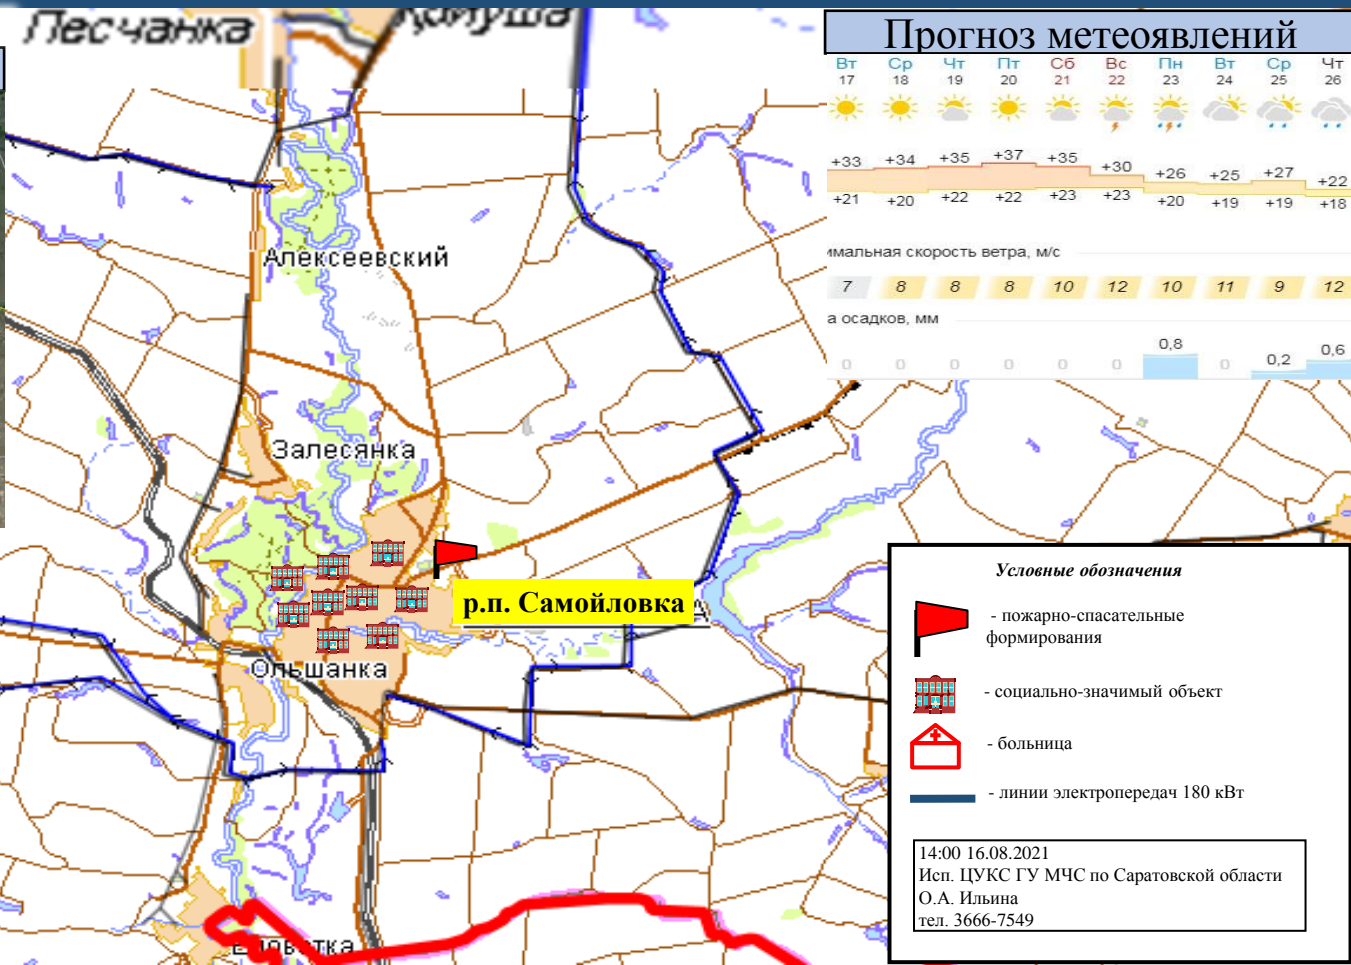 Песчанка
Прогноз метеоявлений
Вт Ср Чт Пт Сб Вс Пн Вт Ср Чт
17 18 19 20 21 22 23 24 25 26
+33 +34 +35 +37 +35 +30 +26 +25 +27 +22
+21 +20 +22 +22 +23 +23 +20 +19 +19 +18
имальная скорость ветра, м/с
7 8 8 8 10 12 10 11 9 12
а осадков, мм
0 0 0 0 0 0 0,8 0 0,2 0,6
Алексеевский
Залесянка
р.п. Самойловка
Ольшанка
Еловатка
Условные обозначения
- пожарно-спасательные
формирования
- социально-значимый объект
- больница
- линии электропередач 180 кВт
14:00 16.08.2021
Исп. ЦУКС ГУ МЧС по Саратовской области
О.А. Ильина
тел. 3666-7549